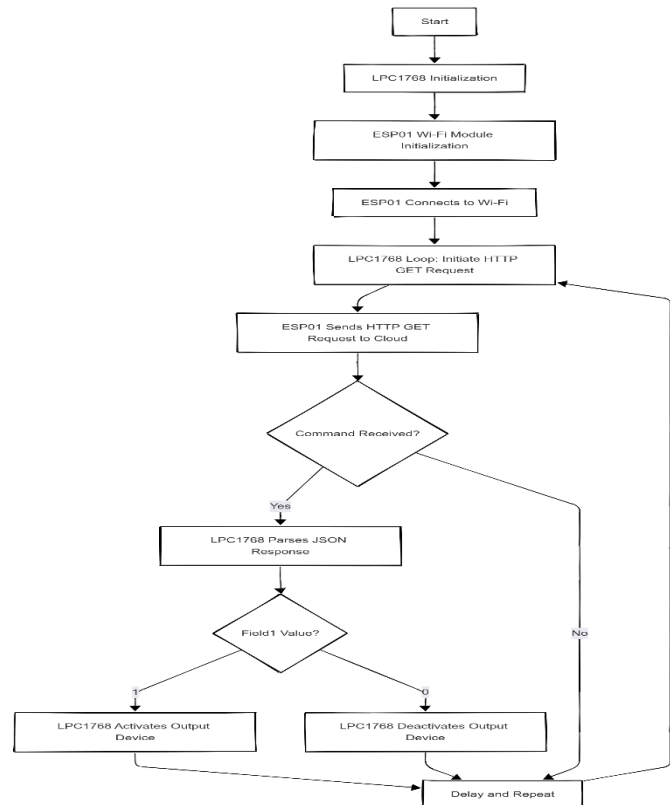 Start
LPC1768 Initialization
ESP01 Wi-Fi Module
Initialization
ESP01 Connects to Wi-Fi
LPC1768 Loop: Initiate HTTP
GET Request
ESP01 Sends HTTP GET
Request to Cloud
Command Received?
Yes
LPC1768 Parses JSON
Response
Field1 Value?
No
1
0
LPC1768 Activates Output
Device
LPC1768 Deactivates Output
Device
Delay and Repeat